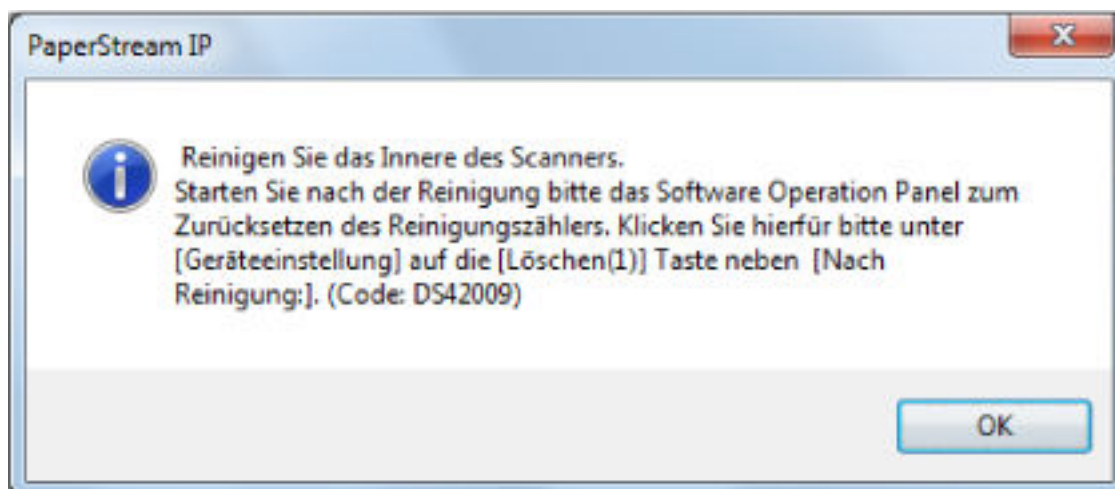 PaperStream IP
Reinigen Sie das Innere des Scanners.
Starten Sie nach der Reinigung bitte das Software Operation Panel zum
Zurücksetzen des Reinigungszählers. Klicken Sie hierfür bitte unter
[Geräteeinstellung] auf die [Löschen(1)] Taste neben  [Nach
Reinigung:]. (Code: DS42009)
OK